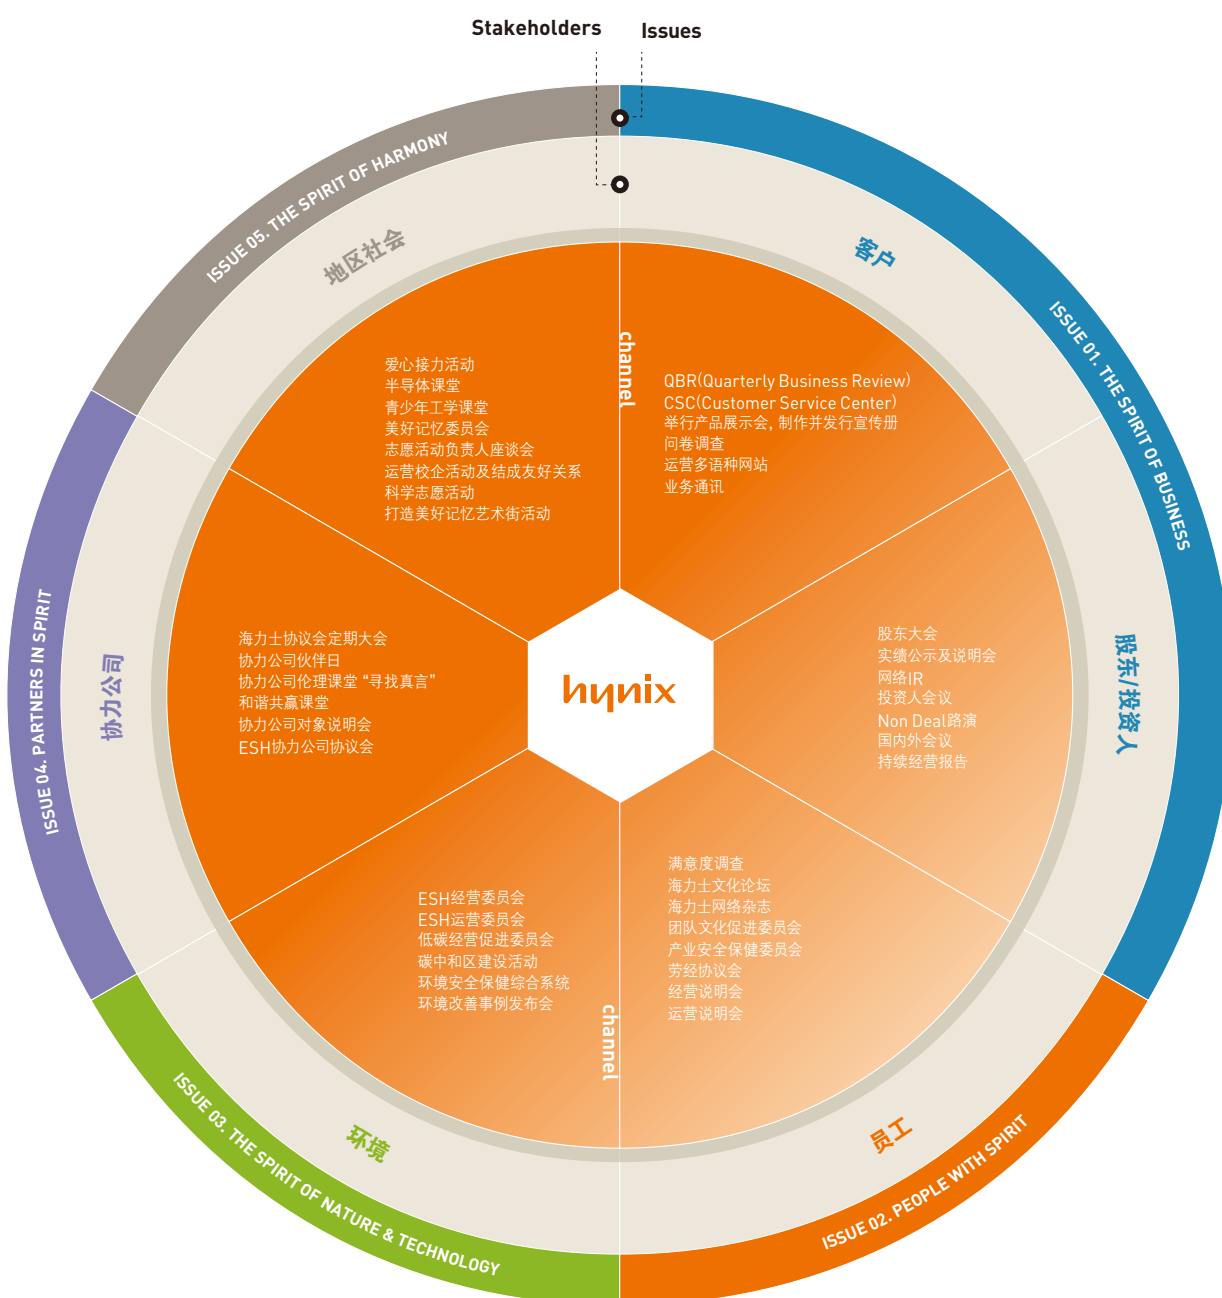 Stakeholders
Issues
ISSUE 05. THE SPIRIT OF HARMONY
ISSUE 01. THE SPIRIT OF BUSINESS
地区社会
客户
channel
爱心接力活动
半导体课堂
青少年工学课堂
美好记忆委员会
志愿活动负责人座谈会
运营校企活动及结成友好关系
科学志愿活动
打造美好记忆艺术街活动
QBR(Quarterly Business Review)
CSC(Customer Service Center)
举行产品展示会, 制作并发行宣传册
问卷调查
运营多语种网站
业务通讯
ISSUE 04. PARTNERS IN SPIRIT
协力公司
海力士协议会定期大会
协力公司伙伴日
协力公司伦理课堂 “寻找真言”
和谐共赢课堂
协力公司对象说明会
ESH协力公司协议会
hynix
股东大会
实绩公示及说明会
网络IR
投资人会议
Non Deal路演
国内外会议
持续经营报告
股东/投资人
ESH经营委员会
ESH运营委员会
低碳经营促进委员会
碳中和区建设活动
环境安全保健综合系统
环境改善事例发布会
满意度调查
海力士文化论坛
海力士网络杂志
团队文化促进委员会
产业安全保健委员会
劳经协议会
经营说明会
运营说明会
channel
环境
员工
ISSUE 03. THE SPIRIT OF NATURE & TECHNOLOGY
ISSUE 02. PEOPLE WITH SPIRIT